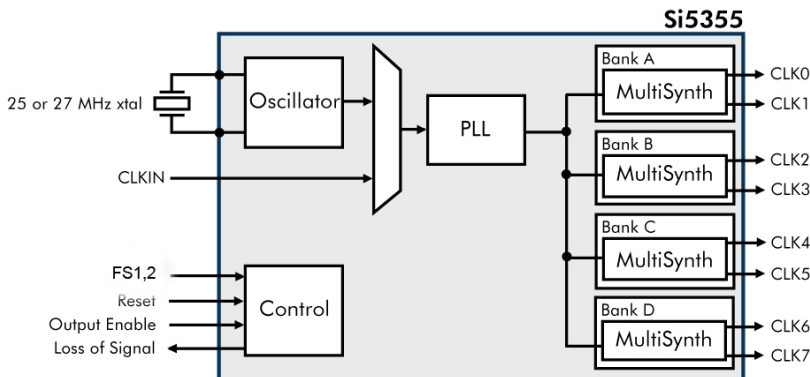 Si5355
25 or 27 MHz xtal
Oscillator
CLKIN
PLL
Bank A
MultiSynth
CLK0
CLK1
Bank B
MultiSynth
CLK2
CLK3
Bank C
MultiSynth
CLK4
CLK5
Bank D
MultiSynth
CLK6
CLK7
FS1,2
Reset
Output Enable
Loss of Signal
Control